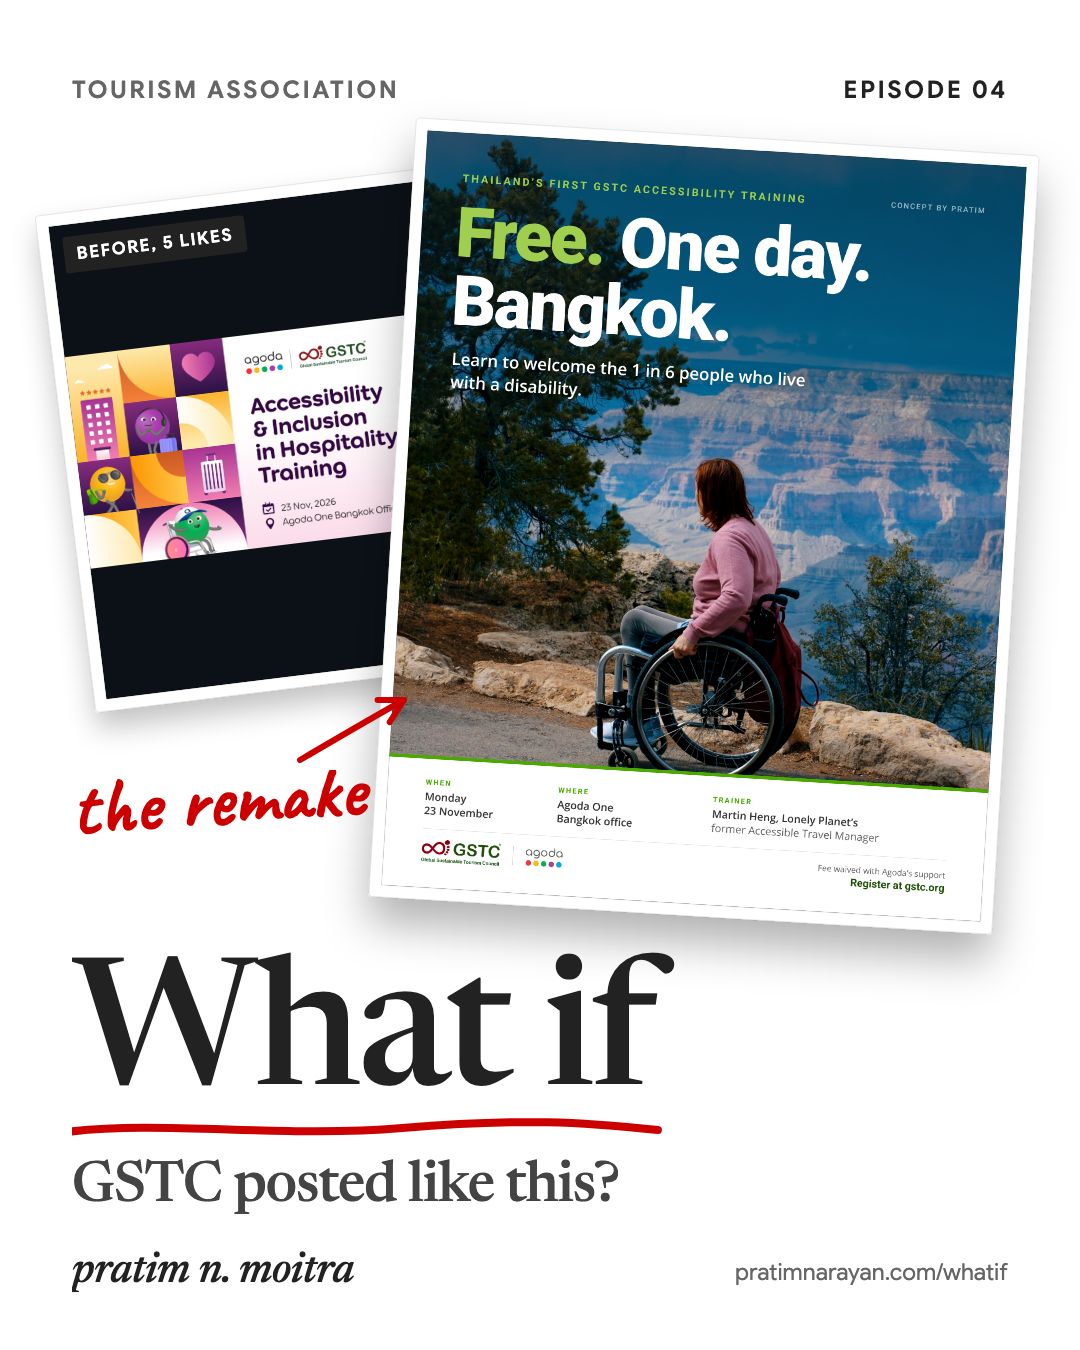 TOURISM ASSOCIATION
EPISODE 04
BEFORE, 5 LIKES
agoda
GSTC
Global Sustainable Tourism Council
Accessibility
& Inclusion
in Hospitality
Training
23 Nov, 2026
Agoda One Bangkok Offi
THAILAND'S FIRST GSTC ACCESSIBILITY TRAINING
CONCEPT BY PRATIM
Free. One day.
Bangkok.
Learn to welcome the 1 in 6 people who live
with a disability.
WHEN
Monday
23 November
WHERE
Agoda One
Bangkok office
TRAINER
Martin Heng, Lonely Planet's
former Accessible Travel Manager
GSTC
Global Sustainable Tourism Council
agoda
Fee waived with Agoda's support
Register at gstc.org
the remake
What if
GSTC posted like this?
pratim n. moitra
pratimnarayan.com/whatif